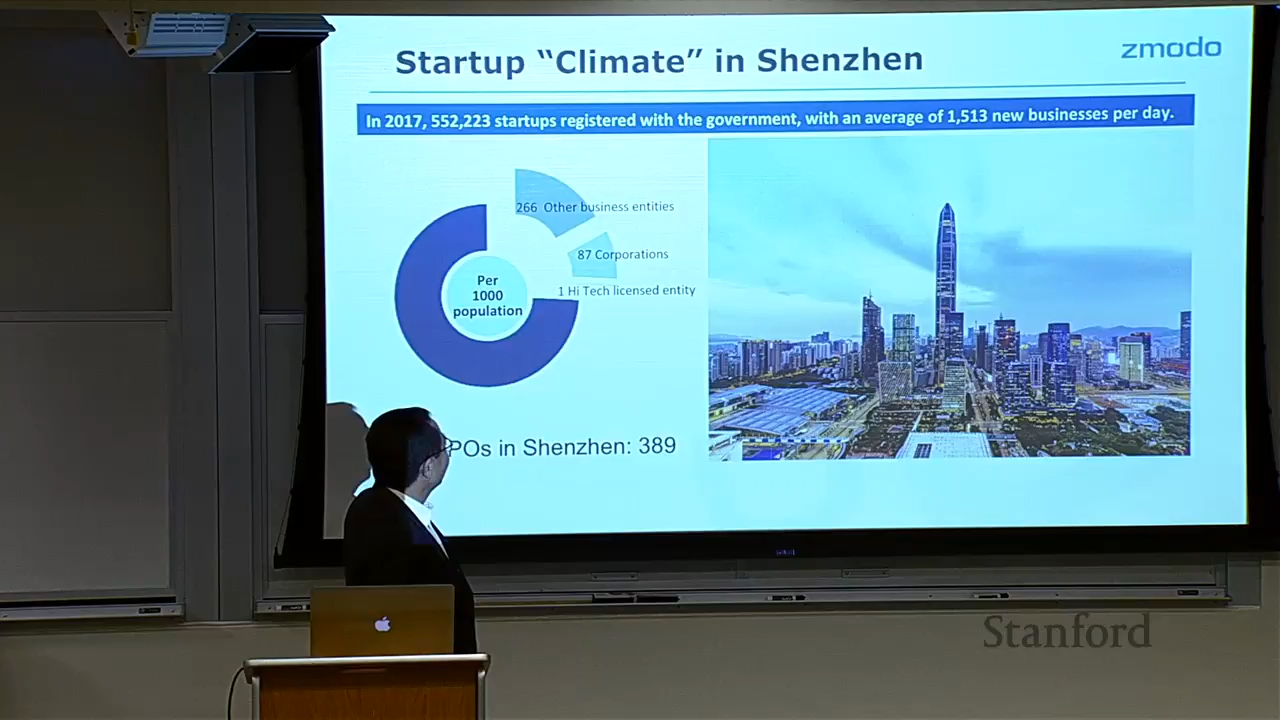 Startup “Climate” in Shenzhen
zmodo
In 2017, 552,223 startups registered with the government, with an average of 1,513 new businesses per day.
266 Other business entities
87 Corporations
1 Hi Tech licensed entity
Per
1000
population
POs in Shenzhen: 389
Stanford